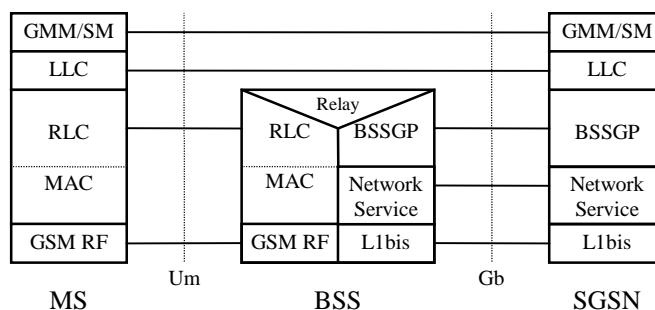 GMM/SM
GMM/SM
LLC
LLC
Relay
RLC
RLC
BSSGP
BSSGP
MAC
MAC
Network
Service
Network
Service
GSM RF
GSM RF
L1bis
L1bis
Um
Gb
MS
BSS
SGSN